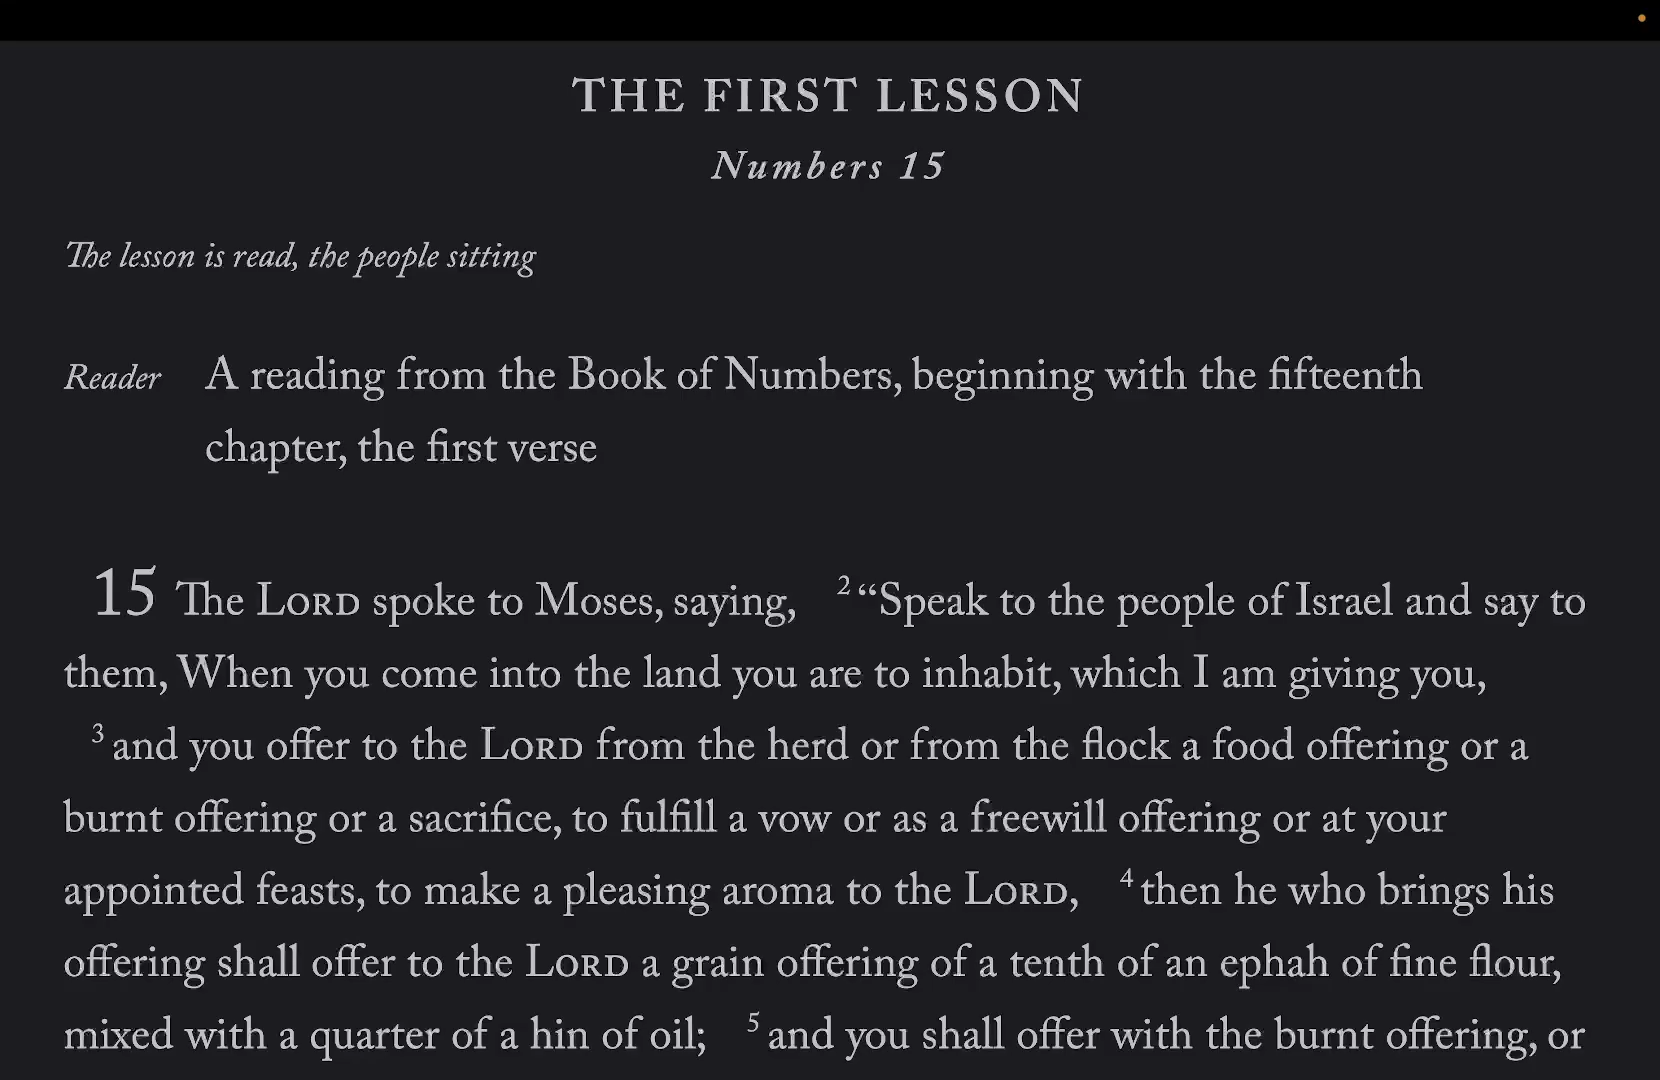 THE FIRST LESSON
Numbers 15
The lesson is read, the people sitting
Reader A reading from the Book of Numbers, beginning with the fifteenth
chapter, the first verse
15 The LORD spoke to Moses, saying, 2 “Speak to the people of Israel and say to
them, When you come into the land you are to inhabit, which I am giving you,
3 and you offer to the LORD from the herd or from the flock a food offering or a
burnt offering or a sacrifice, to fulfill a vow or as a freewill offering or at your
appointed feasts, to make a pleasing aroma to the LORD, 4 then he who brings his
offering shall offer to the LORD a grain offering of a tenth of an ephah of fine flour,
mixed with a quarter of a hin of oil; 5 and you shall offer with the burnt offering, or